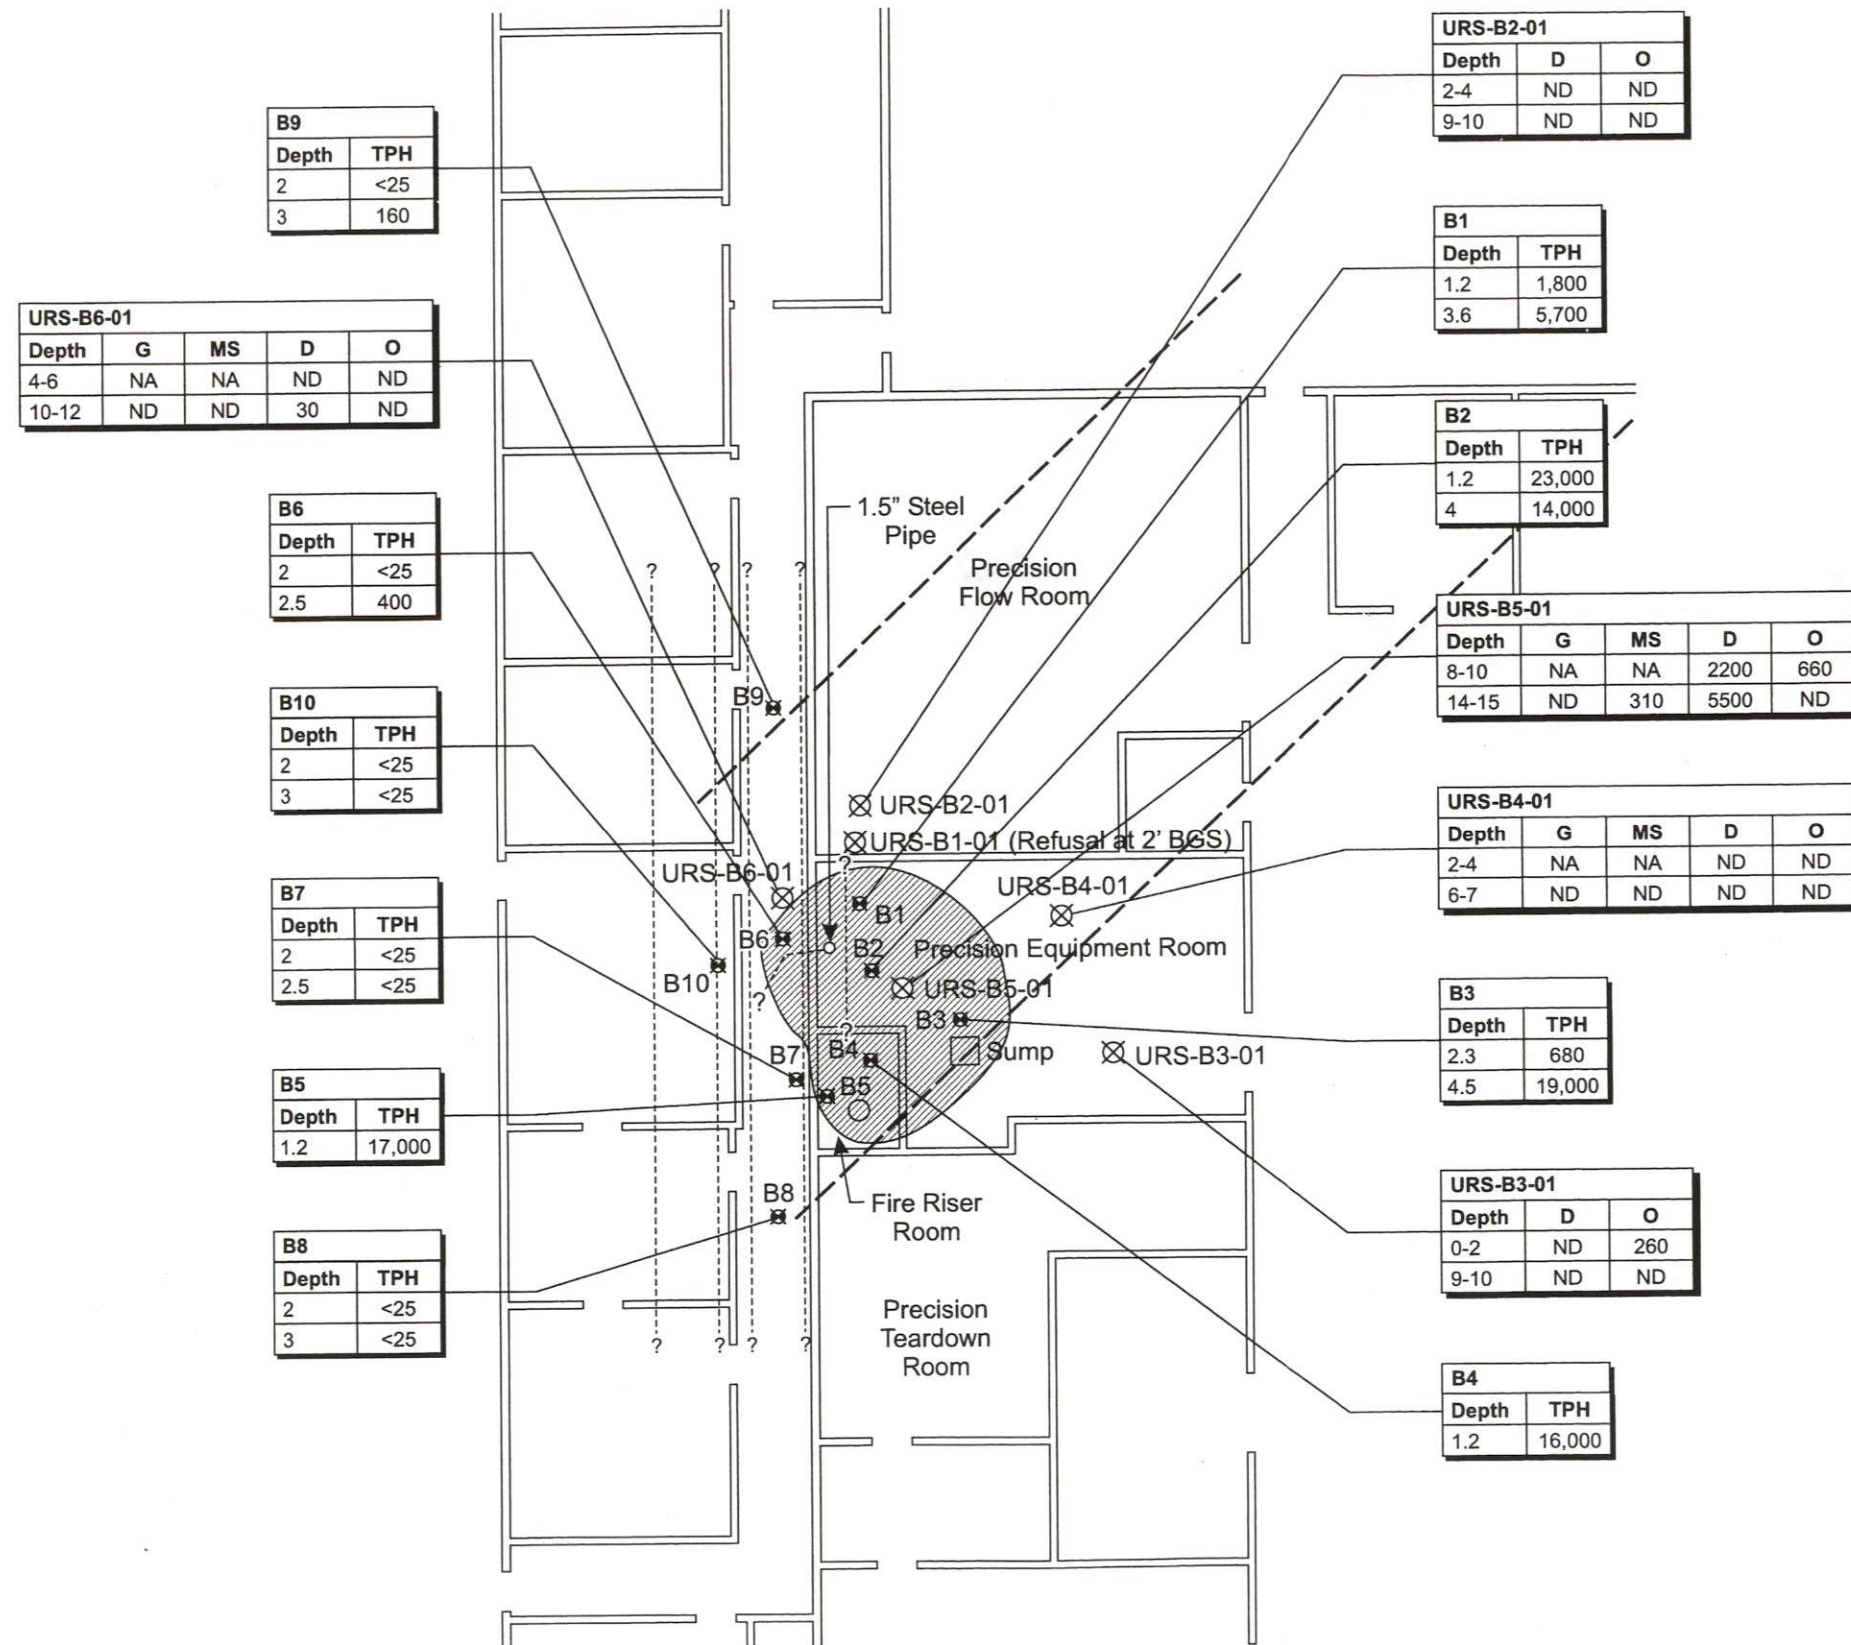 URS-B2-01
Depth D O
2-4 ND ND
9-10 ND ND
B9
Depth TPH
2 <25
3 160
B1
Depth TPH
1.2 1,800
3.6 5,700
URS-B6-01
Depth G MS D O
4-6 NA NA ND ND
10-12 ND ND 30 ND
B2
Depth TPH
1.2 23,000
4 14,000
B6
Depth TPH
2 <25
2.5 400
1.5” Steel
Pipe
Precision
Flow Room
? ? ? ?
URS-B5-01
Depth G MS D O
8-10 NA NA 2200 660
14-15 ND 310 5500 ND
B10
Depth TPH
2 <25
3 <25
B9
URS-B4-01
Depth G MS D O
2-4 NA NA ND ND
6-7 ND ND ND ND
URS-B2-01
URS-B1-01 (Refusal at 2’ BGS)
?
URS-B6-01
URS-B4-01
B7
Depth TPH
2 <25
2.5 <25
B1
B6
B2
Precision Equipment Room
B10
?
URS-B5-01
B3
?
B3
Depth TPH
2.3 680
4.5 19,000
B7
B4
Sump
URS-B3-01
B5
B5
Depth TPH
1.2 17,000
B8
Fire Riser
Room
URS-B3-01
Depth D O
0-2 ND 260
9-10 ND ND
B8
Depth TPH
2 <25
3 <25
Precision
Teardown
Room
? ? ? ?
B4
Depth TPH
1.2 16,000